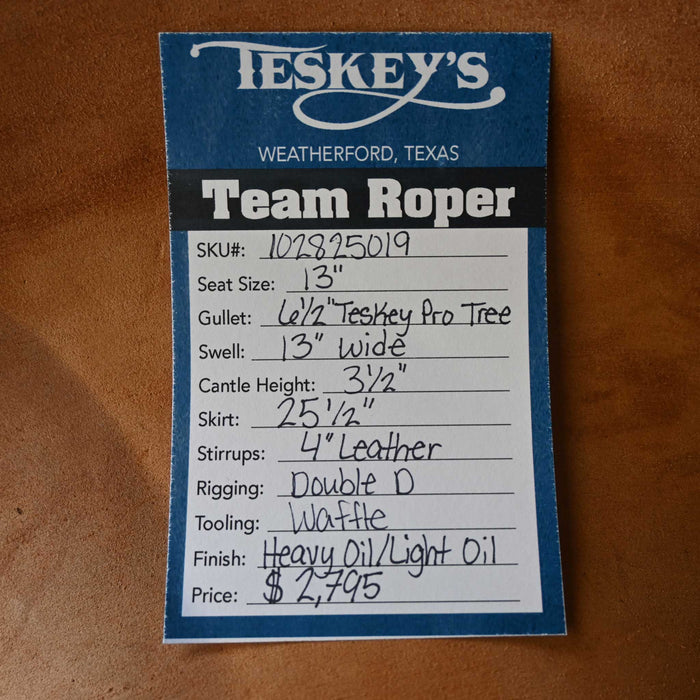 TESKEY'S
WEATHERFORD, TEXAS
Team Roper
SKU#: 102825019
Seat Size: 13"
Gullet: 6 1/2" Teskey Pro Tree
Swell: 13" wide
Cantle Height: 3 1/2"
Skirt: 25 1/2"
Stirrups: 4" Leather
Rigging: Double D
Tooling: Waffle
Finish: Heavy Oil/Light Oil
Price: $ 2,795